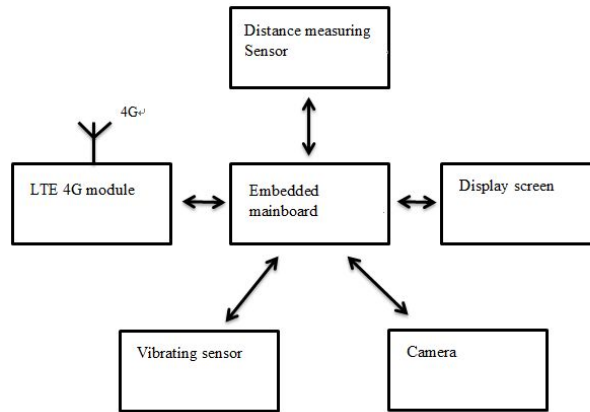 Distance measuring
Sensor
4G↵
LTE 4G module
Embedded
mainboard
Display screen
Vibrating sensor
Camera